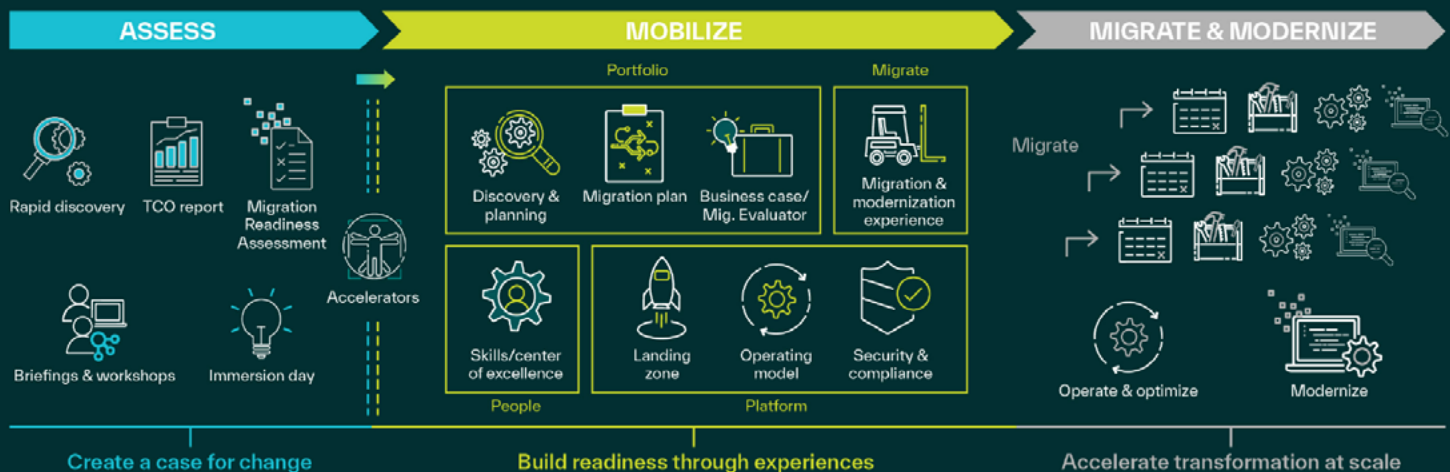 ASSESS
MOBILIZE
MIGRATE & MODERNIZE
Portfolio
Migrate
Rapid discovery
TCO report
Migration
Readiness
Assessment
Accelerators
Briefings & workshops
Immersion day
Discovery &
planning
Migration plan
Business case/
Mig. Evaluator
Migration &
modernization
experience
Skills/center
of excellence
Landing
zone
Operating
model
Security &
compliance
People
Platform
Migrate
Operate & optimize
Modernize
Create a case for change
Build readiness through experiences
Accelerate transformation at scale